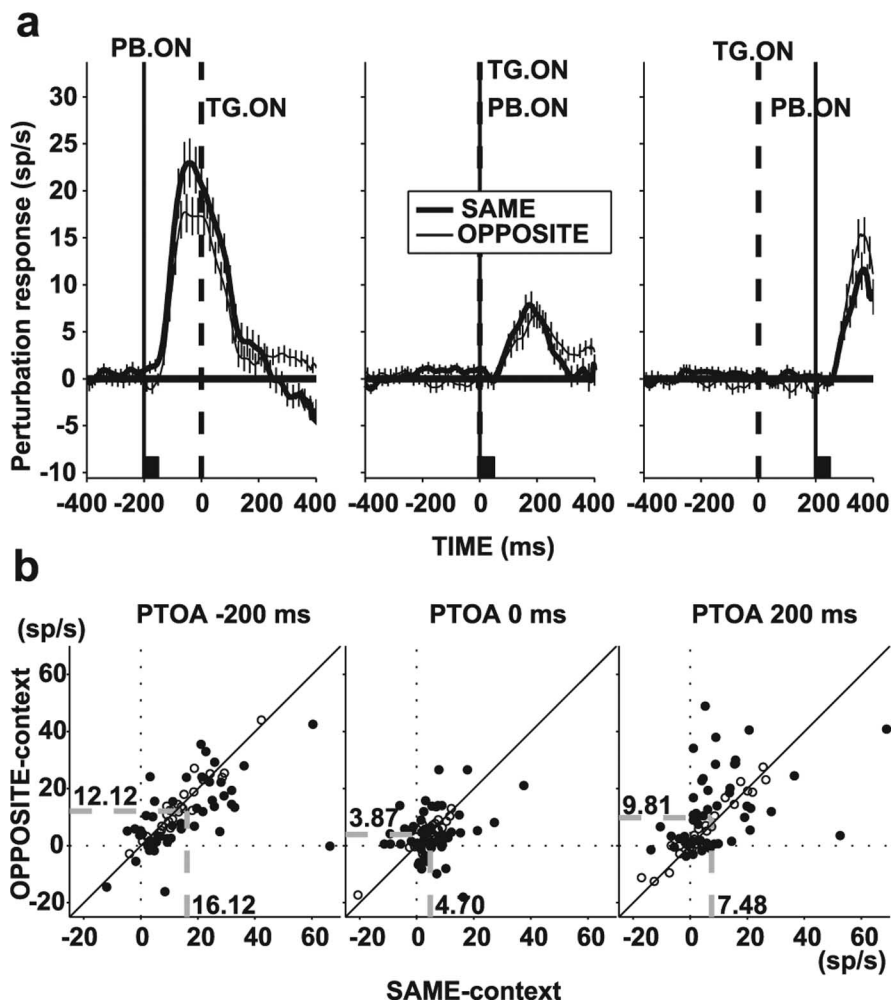 a
PB.ON
TG.ON
TG.ON
TG.ON
PB.ON
PB.ON
SAME
OPPOSITE
Perturbation response (sp/s)
30
25
20
15
10
5
0
-5
-10
-400 -200 0 200 400
-400 -200 0 200 400
-400 -200 0 200 400
TIME (ms)
b
(sp/s)
PTOA -200 ms
PTOA 0 ms
PTOA 200 ms
OPPOSITE-context
60
40
20
0
-20
12.12
16.12
3.87
4.70
9.81
7.48
-20 0 20 40 60
-20 0 20 40 60
-20 0 20 40 60
(sp/s)
SAME-context